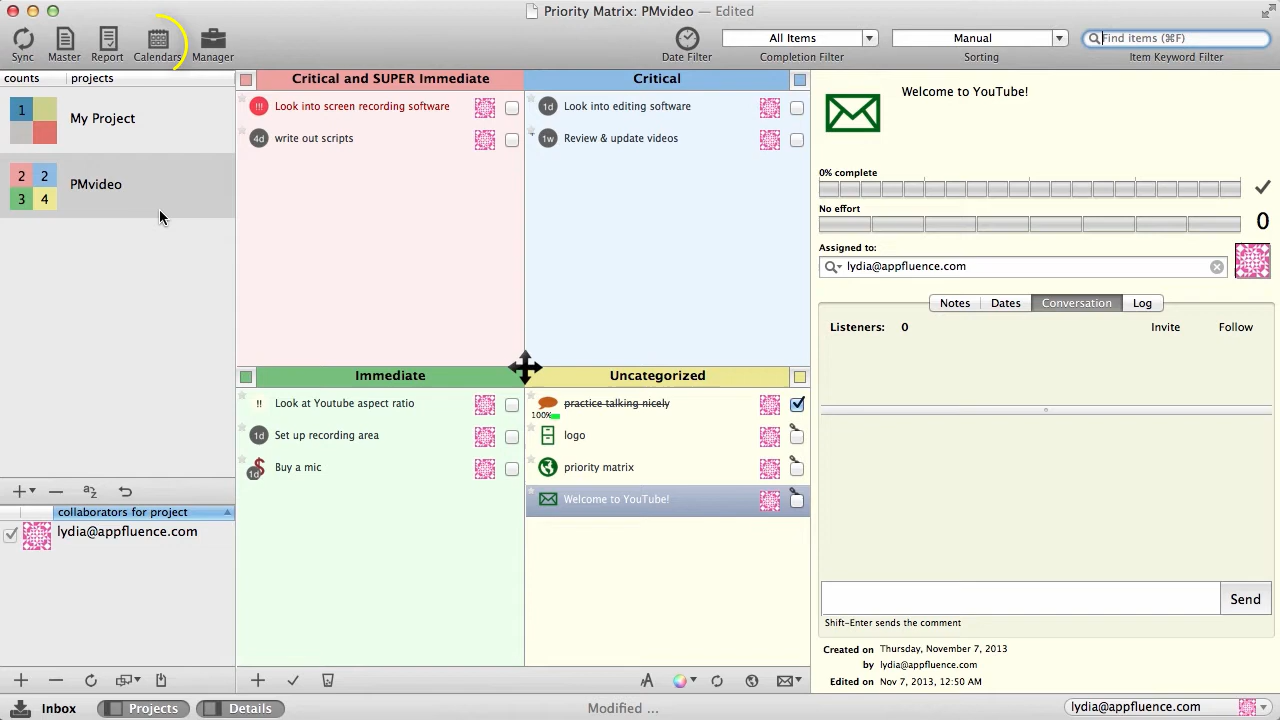 Priority Matrix: PMvideo — Edited
Sync
Master
Report
Calendars
Manager
Date Filter
All Items
Completion Filter
Manual
Sorting
Find items (⌘F)
Item Keyword Filter
counts
projects
1
My Project
2 2
3 4
PMvideo
az
collaborators for project
lydia@appfluence.com
Critical and SUPER Immediate
!!! Look into screen recording software
4d write out scripts
Critical
1d Look into editing software
1w Review & update videos
Immediate
!! Look at Youtube aspect ratio
1d Set up recording area
$ 1d Buy a mic
Uncategorized
practice talking nicely
100%
logo
priority matrix
Welcome to YouTube!
Welcome to YouTube!
0% complete
No effort
0
Assigned to:
lydia@appfluence.com
Notes
Dates
Conversation
Log
Listeners: 0
Invite
Follow
Send
Shift-Enter sends the comment
Created on Thursday, November 7, 2013
by lydia@appfluence.com
Edited on Nov 7, 2013, 12:50 AM
A
Inbox
Projects
Details
Modified ...
lydia@appfluence.com